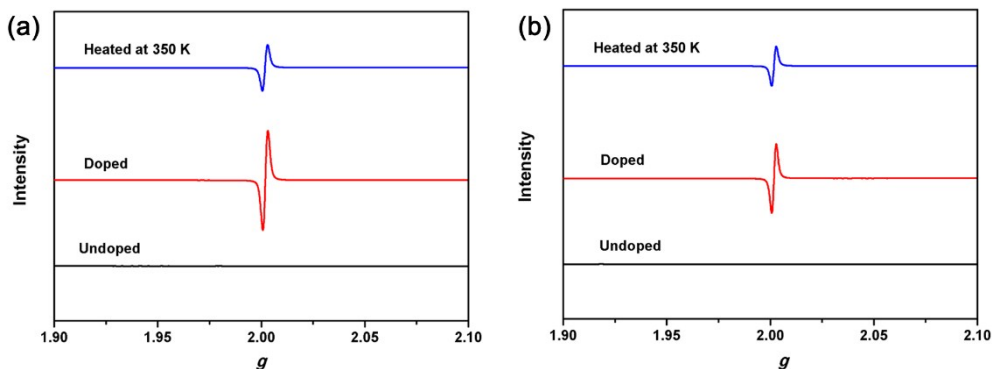 (a)
Heated at 350 K
Doped
Undoped
Intensity
1.90 1.95 2.00 2.05 2.10
g
(b)
Heated at 350 K
Doped
Undoped
Intensity
1.90 1.95 2.00 2.05 2.10
g